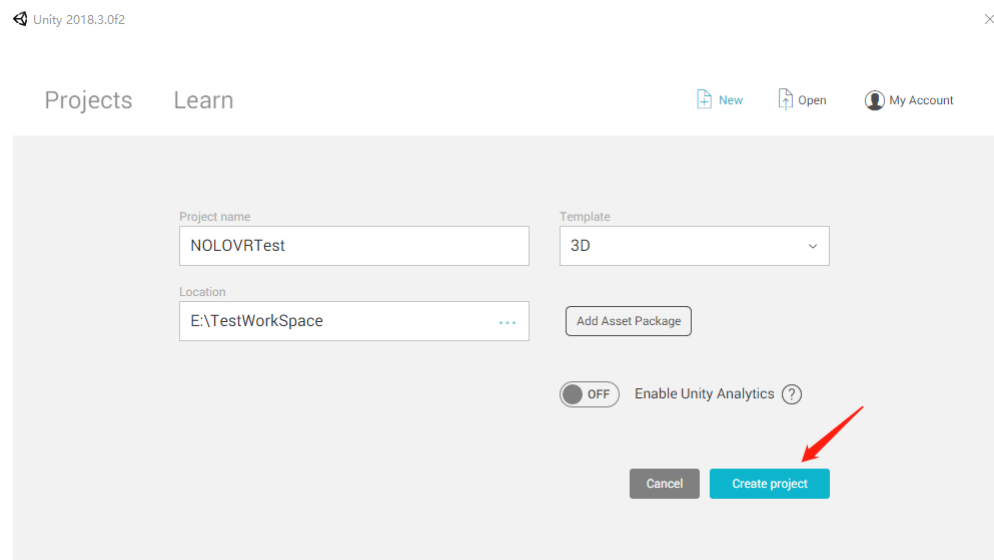 Unity 2018.3.0f2
Projects Learn New Open My Account
Project name Template
NOLOVRTest 3D
Location
E:\TestWorkSpace ... Add Asset Package
OFF Enable Unity Analytics ?
Cancel Create project